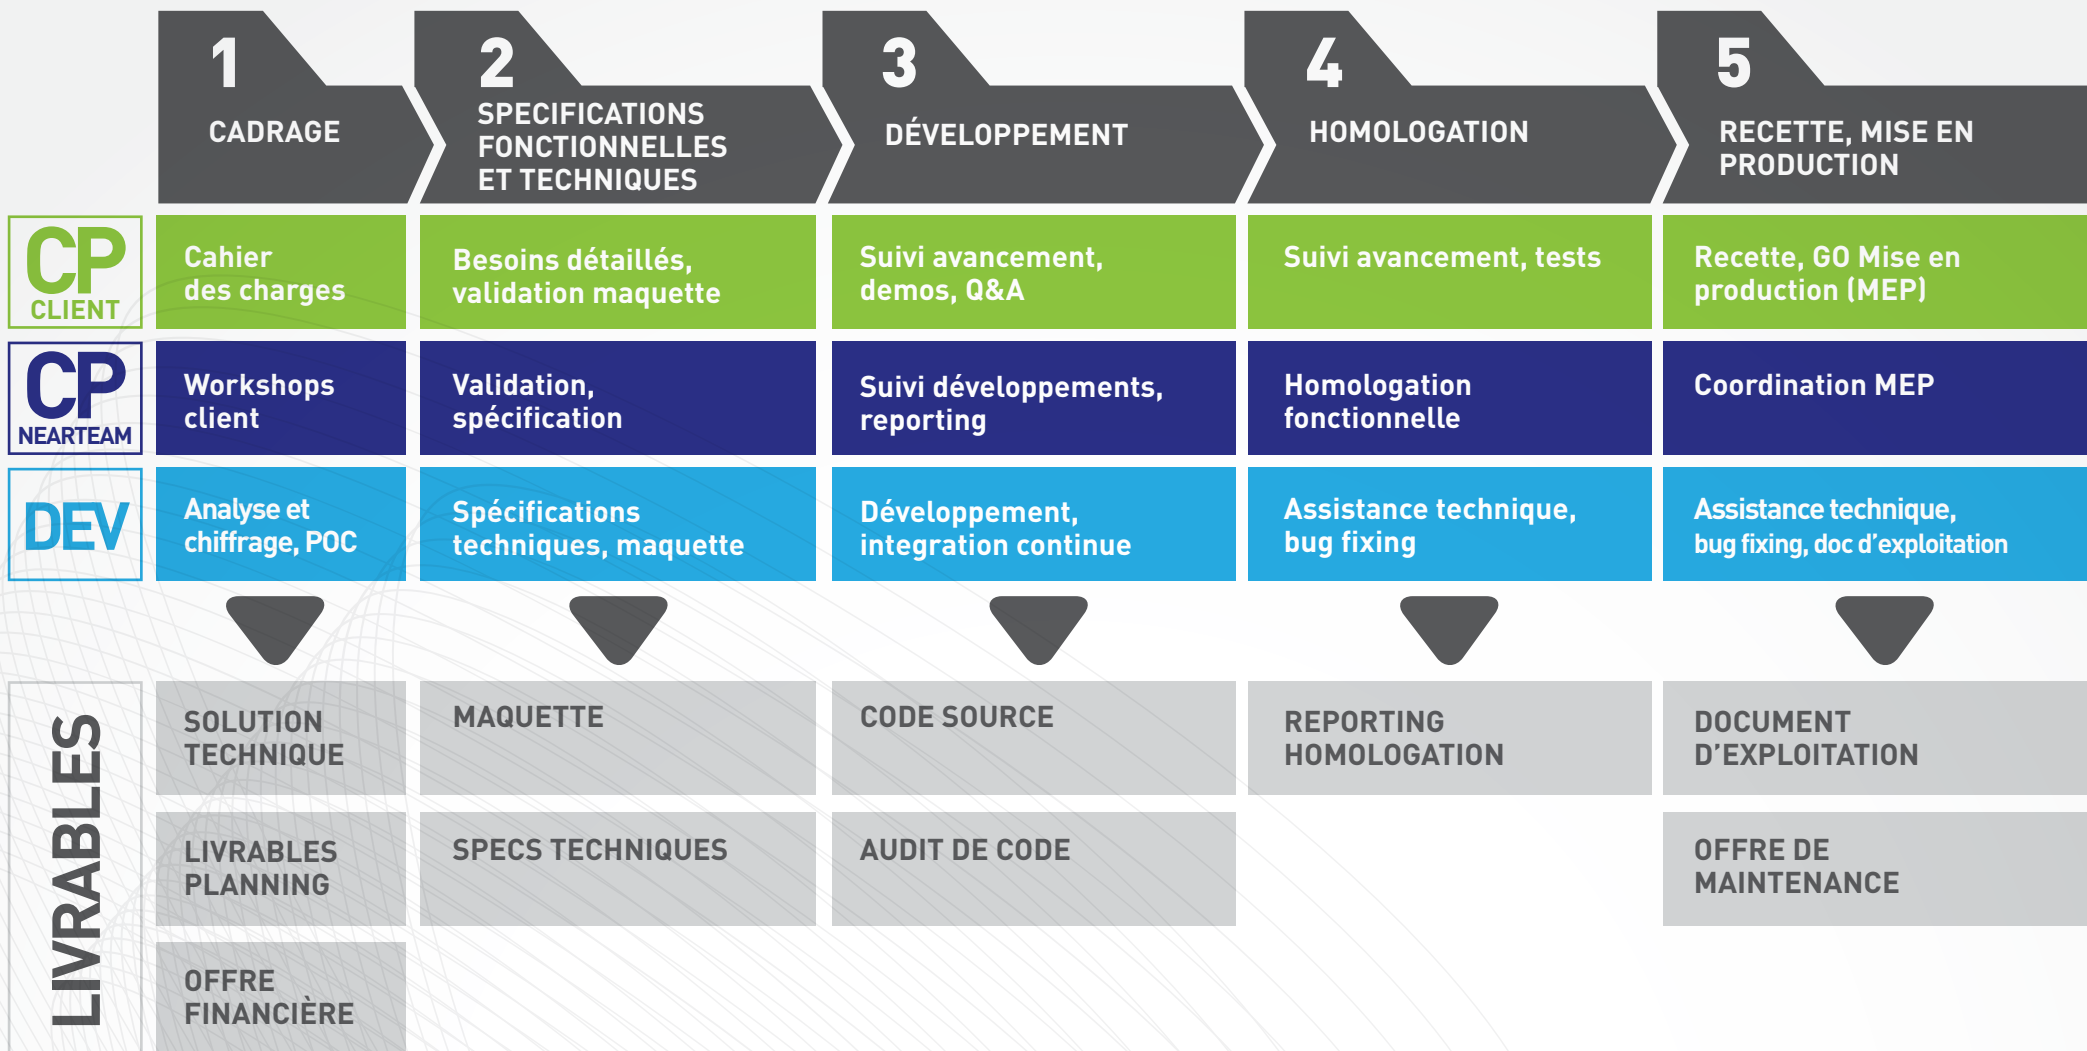 1
CADRAGE
2
SPECIFICATIONS
FONCTIONNELLES
ET TECHNIQUES
3
DÉVELOPPEMENT
4
HOMOLOGATION
5
RECETTE, MISE EN
PRODUCTION
CP
CLIENT
Cahier
des charges
Besoins détaillés,
validation maquette
Suivi avancement,
demos, Q&A
Suivi avancement, tests
Recette, GO Mise en
production (MEP)
CP
NEARTEAM
Workshops
client
Validation,
spécification
Suivi développements,
reporting
Homologation
fonctionnelle
Coordination MEP
DEV
Analyse et
chiffrage, POC
Spécifications
techniques, maquette
Développement,
integration continue
Assistance technique,
bug fixing
Assistance technique,
bug fixing, doc d’exploitation
LIVRABLES
SOLUTION
TECHNIQUE
MAQUETTE
CODE SOURCE
REPORTING
HOMOLOGATION
DOCUMENT
D’EXPLOITATION
LIVRABLES
PLANNING
SPECS TECHNIQUES
AUDIT DE CODE
OFFRE DE
MAINTENANCE
OFFRE
FINANCIÈRE